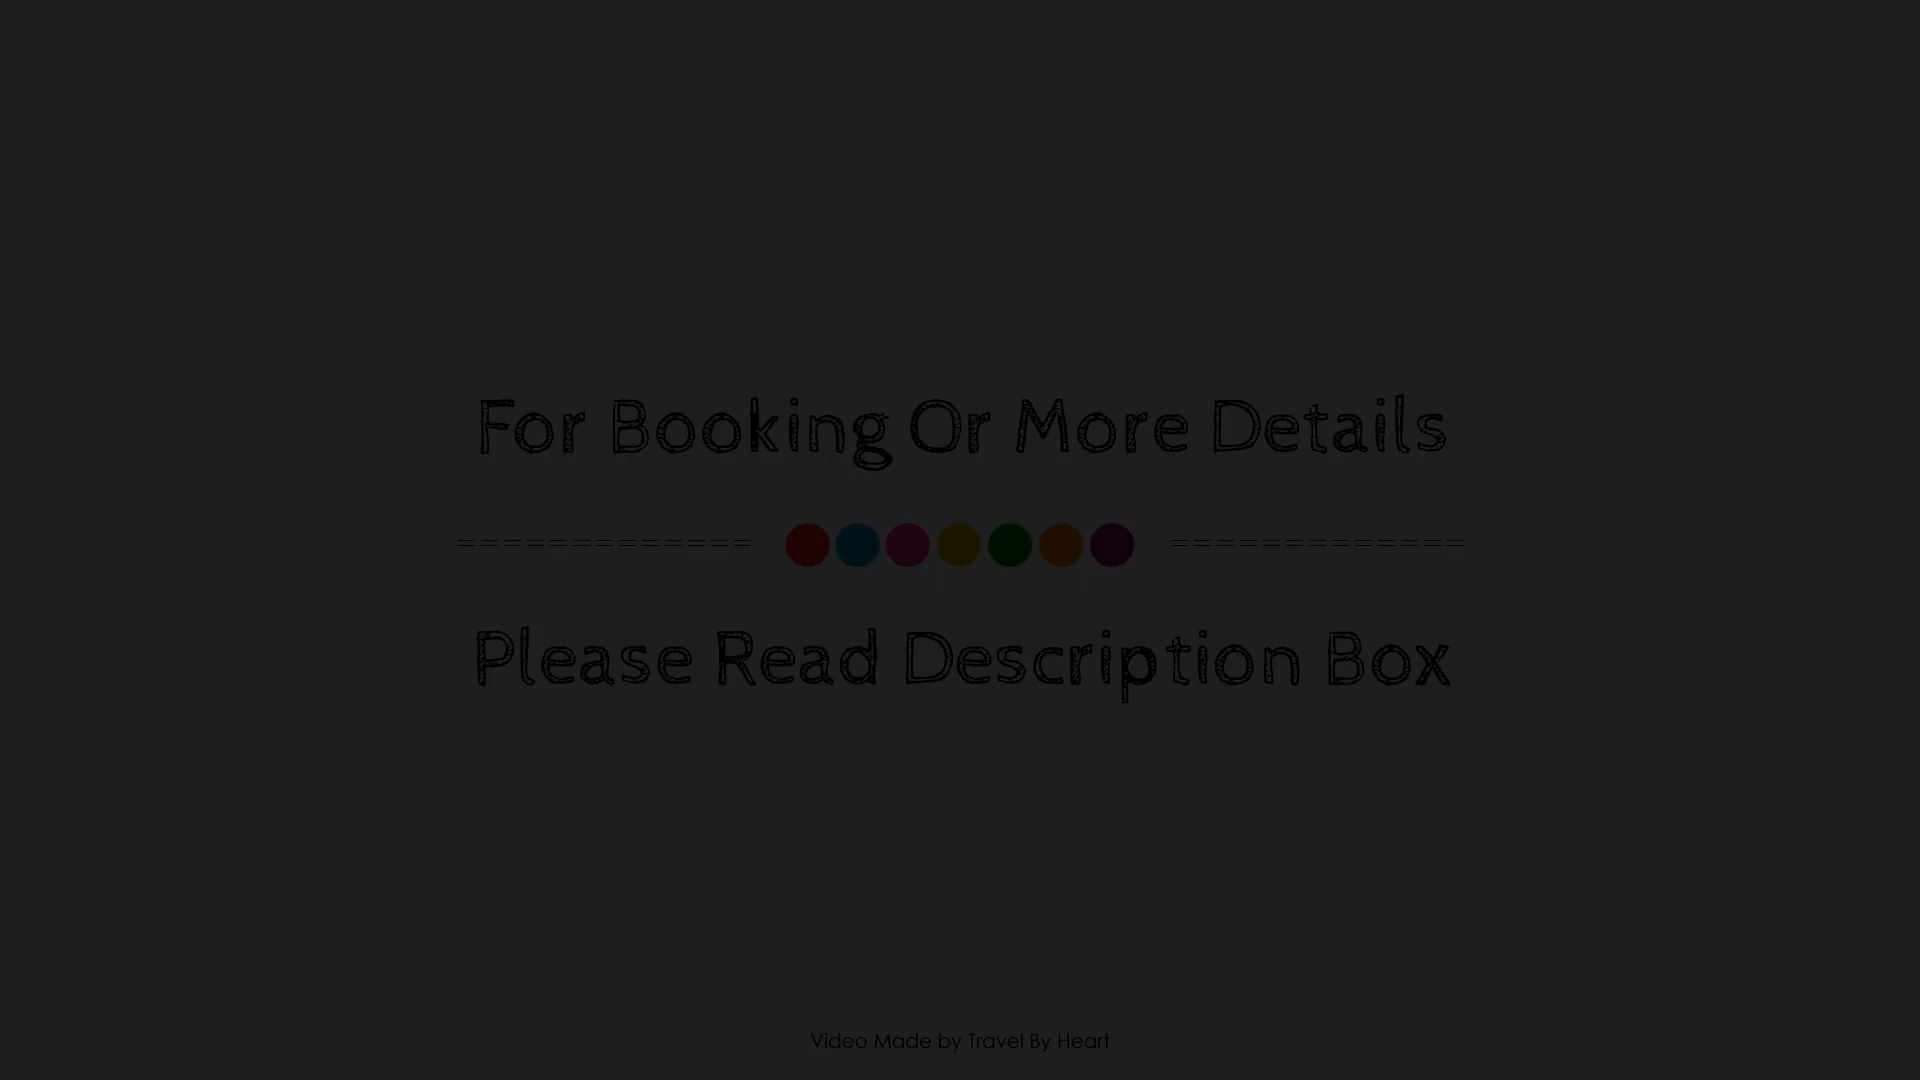 For Booking Or More Details
============= =============
Please Read Description Box
Video Made by Travel By Heart